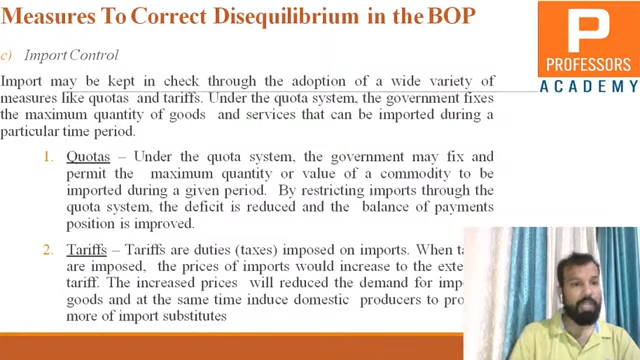 Measures To Correct Disequilibrium in the BOP
c) Import Control
Import may be kept in check through the adoption of a wide variety of
measures like quotas and tariffs. Under the quota system, the government fixes
the maximum quantity of goods and services that can be imported during a
particular time period.
1. Quotas – Under the quota system, the government may fix and
permit the maximum quantity or value of a commodity to be
imported during a given period. By restricting imports through the
quota system, the deficit is reduced and the balance of payments
position is improved.
2. Tariffs – Tariffs are duties (taxes) imposed on imports. When
are imposed, the prices of imports would increase to the
tariff. The increased prices will reduced the demand for
goods and at the same time induce domestic producers to
more of import substitutes
P
PROFESSORS
ACADEMY